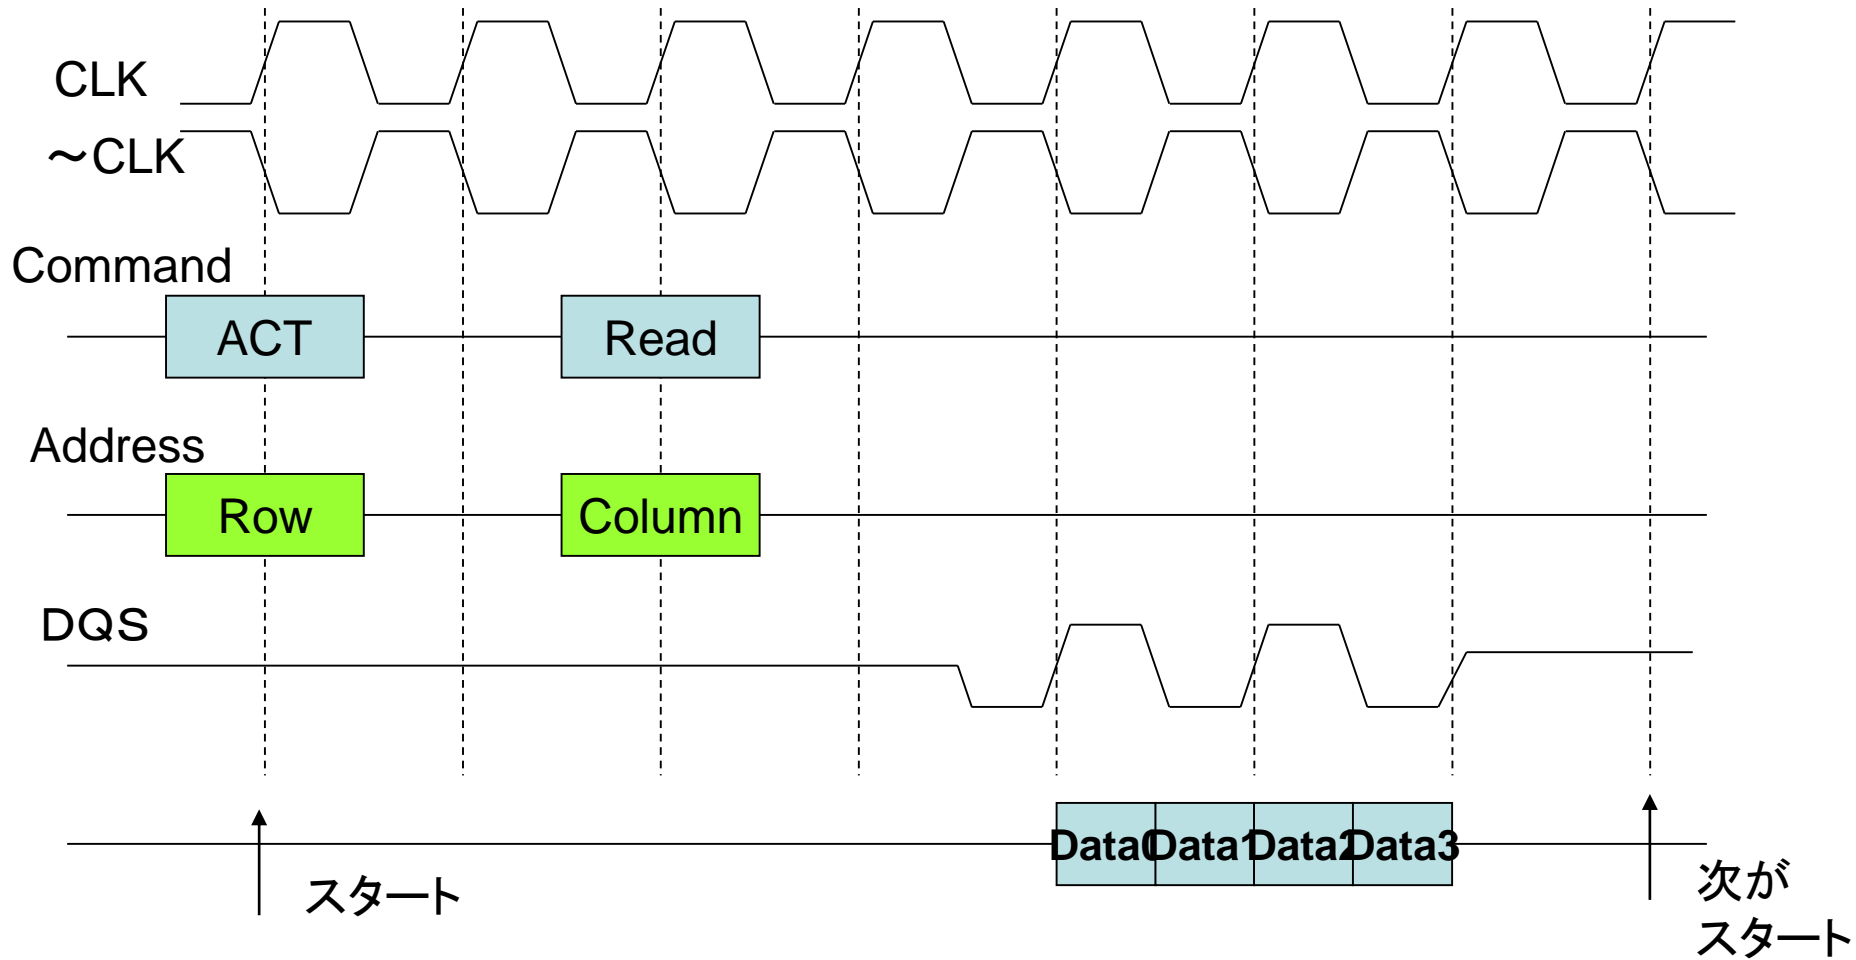 CLK
～CLK
Command
ACT
Read
Address
Row
Column
DQS
Data0
Data1
Data2
Data3
スタート
次が
スタート